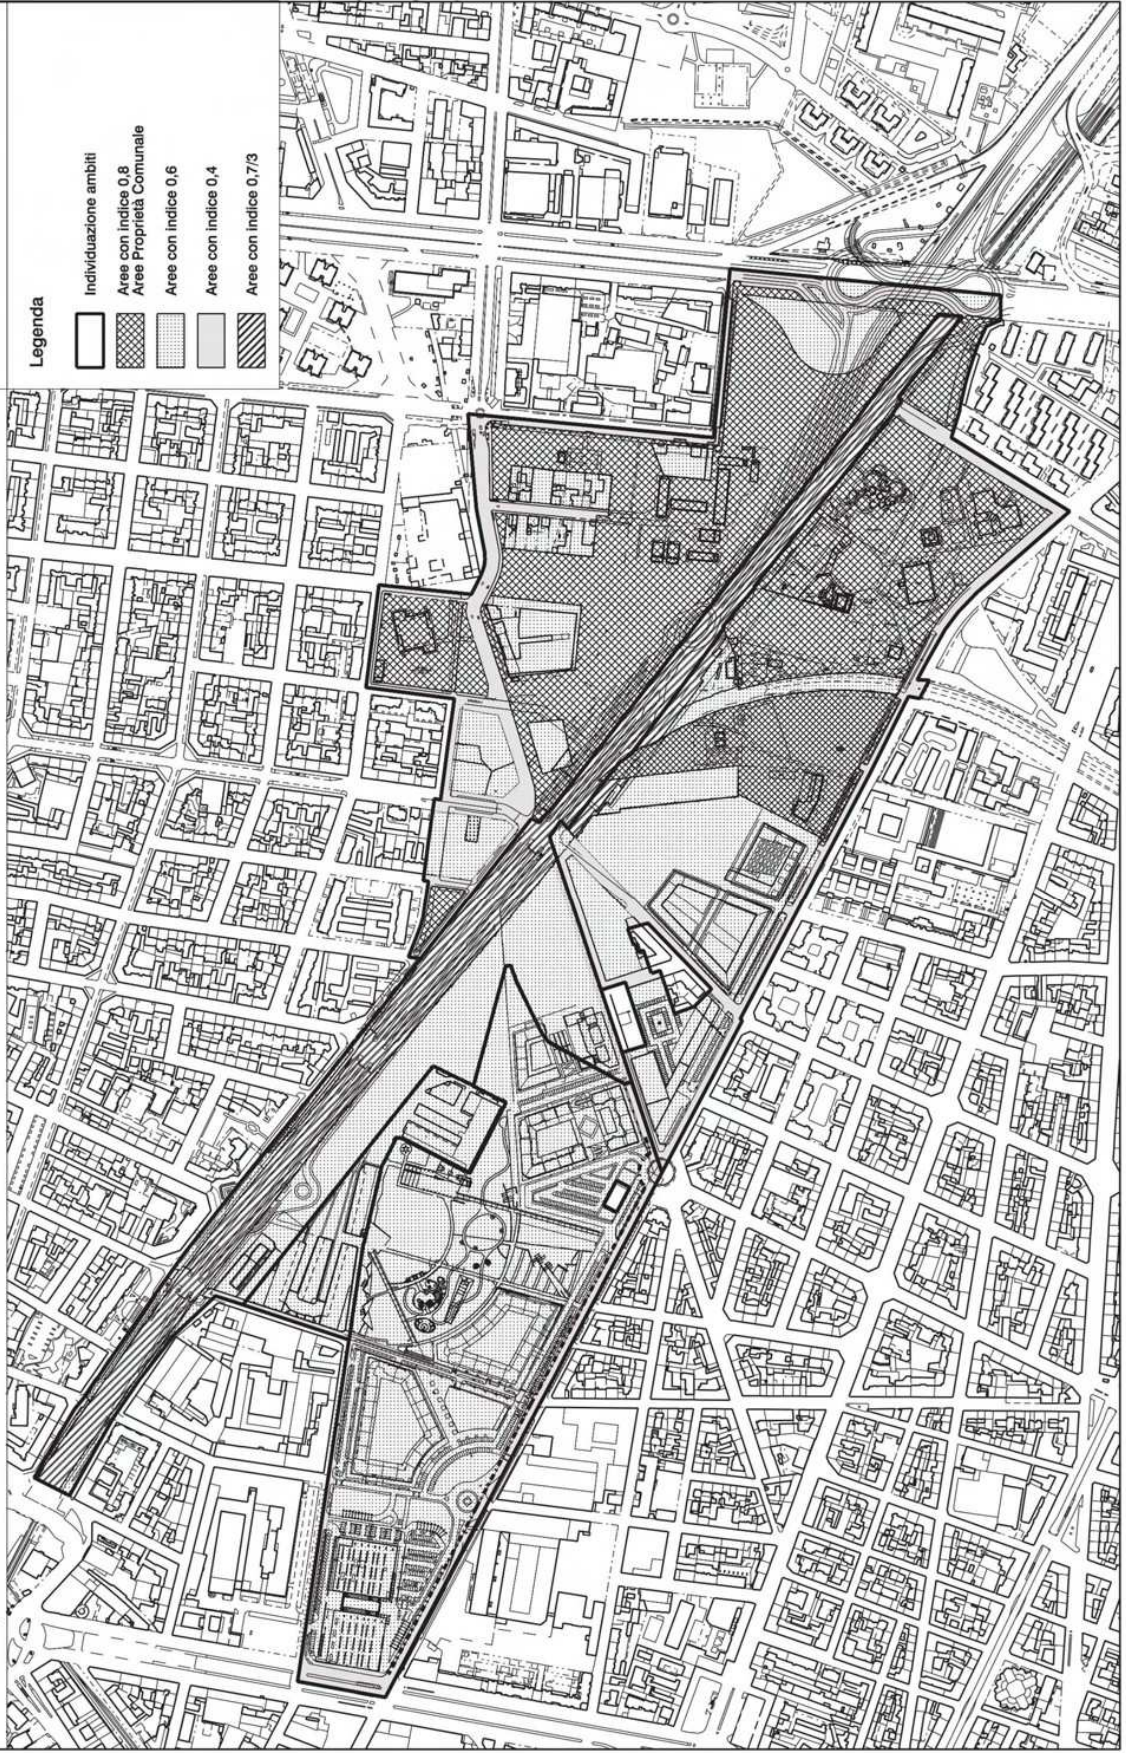 Legenda
Individuazione ambiti
Aree con indice 0,8
Aree Proprietà Comunale
Aree con indice 0,6
Aree con indice 0,4
Aree con indice 0,7/3